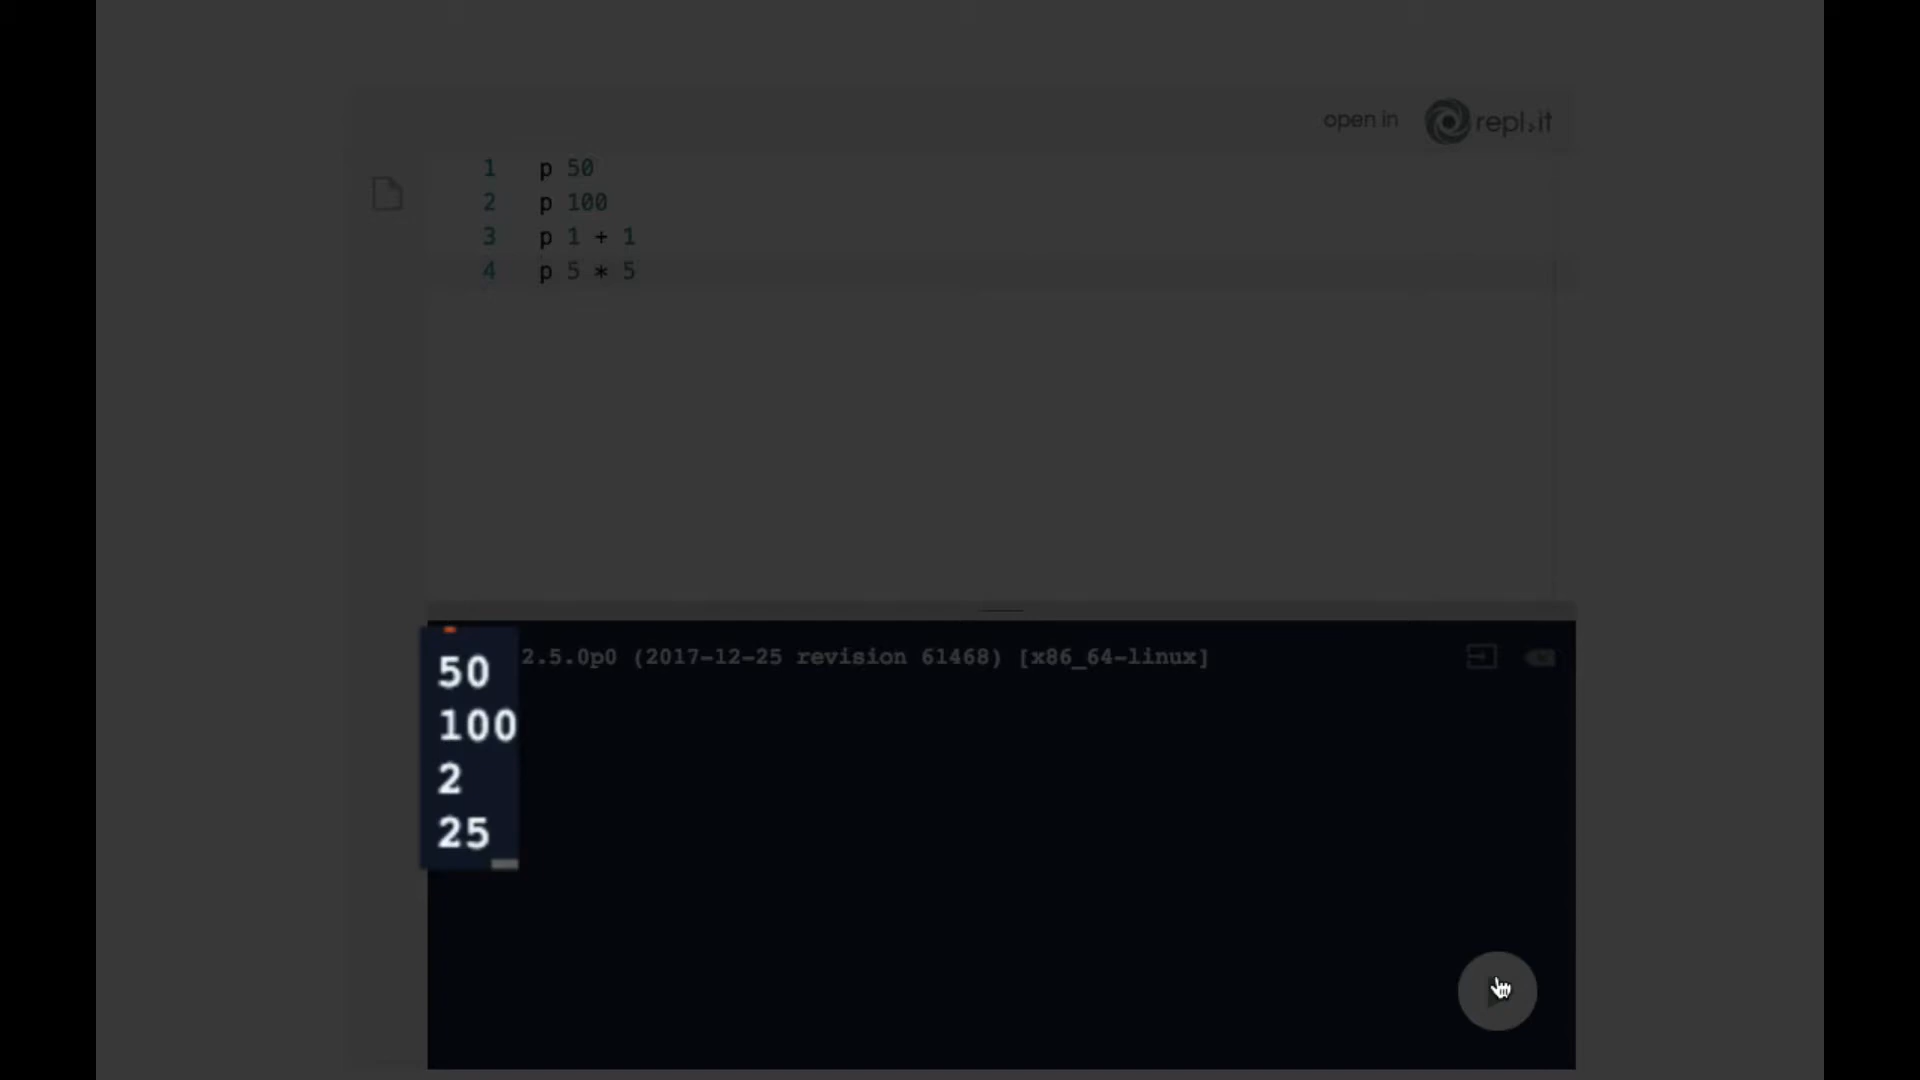 open in repl.it
1 p 50
2 p 100
3 p 1 + 1
4 p 5 * 5
2.5.0p0 (2017-12-25 revision 61468) [x86_64-linux]
50
100
2
25